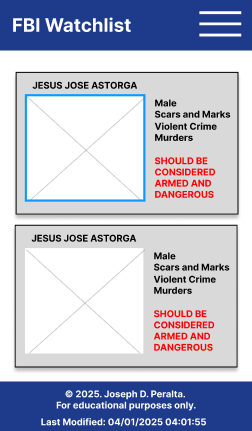 FBI Watchlist
JESUS JOSE ASTORGA
Male
Scars and Marks
Violent Crime
Murders
SHOULD BE
CONSIDERED
ARMED AND
DANGEROUS
JESUS JOSE ASTORGA
Male
Scars and Marks
Violent Crime
Murders
SHOULD BE
CONSIDERED
ARMED AND
DANGEROUS
© 2025. Joseph D. Peralta.
For educational purposes only.
Last Modified: 04/01/2025 04:01:55